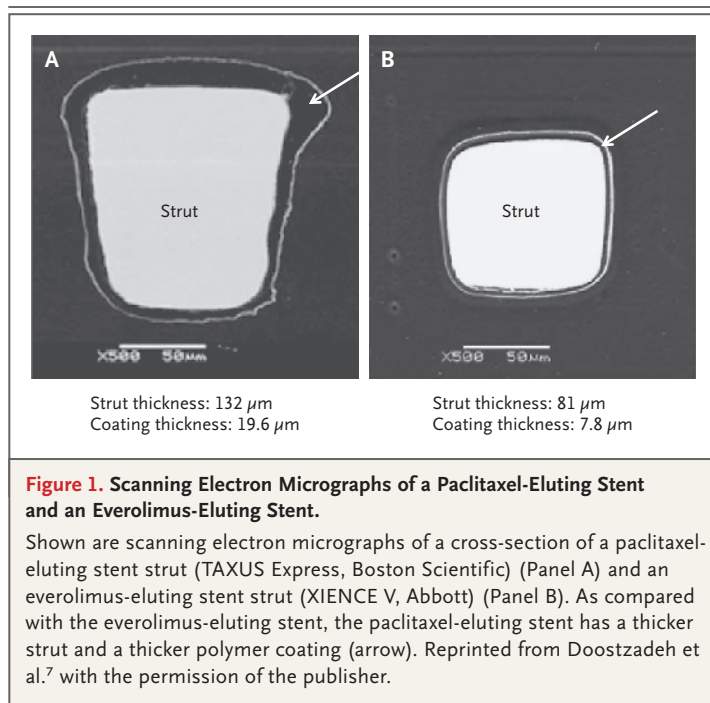 A
B
Strut
Strut
X500 50µm
X500 50µm
Strut thickness: 132 µm
Coating thickness: 19.6 µm
Strut thickness: 81 µm
Coating thickness: 7.8 µm
Figure 1. Scanning Electron Micrographs of a Paclitaxel-Eluting Stent
and an Everolimus-Eluting Stent.
Shown are scanning electron micrographs of a cross-section of a paclitaxel-
eluting stent strut (TAXUS Express, Boston Scientific) (Panel A) and an
everolimus-eluting stent strut (XIENCE V, Abbott) (Panel B). As compared
with the everolimus-eluting stent, the paclitaxel-eluting stent has a thicker
strut and a thicker polymer coating (arrow). Reprinted from Doostzadeh et
al.⁷ with the permission of the publisher.